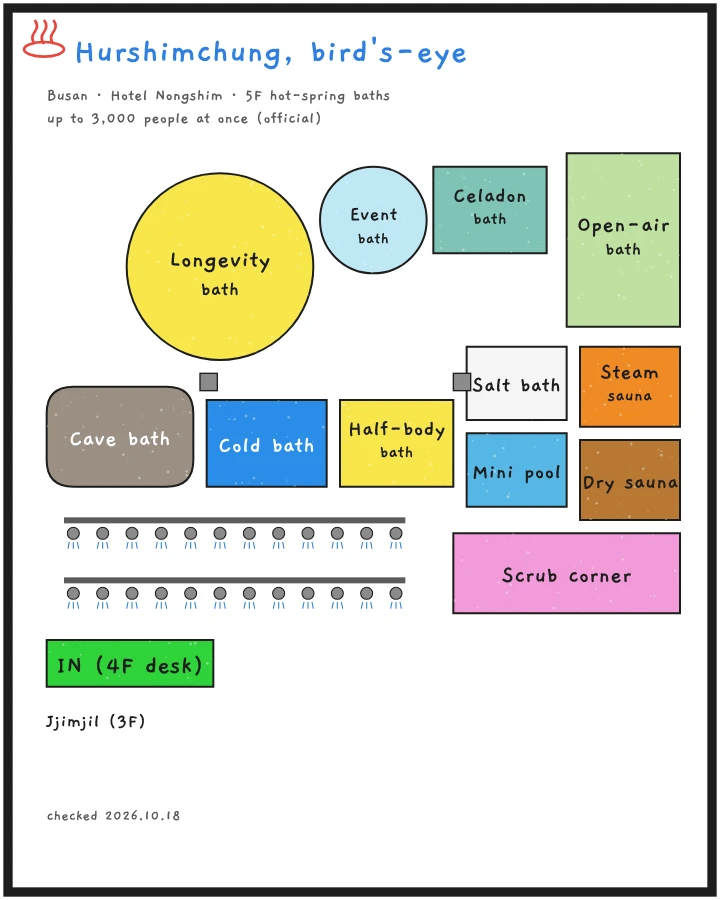 Hurshimchung, bird's-eye
Busan · Hotel Nongshim · 5F hot-spring baths
up to 3,000 people at once (official)
Longevity
bath
Event
bath
Celadon
bath
Open-air
bath
Cave bath
Cold bath
Half-body
bath
Salt bath
Steam
sauna
Mini pool
Dry sauna
Scrub corner
IN (4F desk)
Jjimjil (3F)
checked 2026.10.18